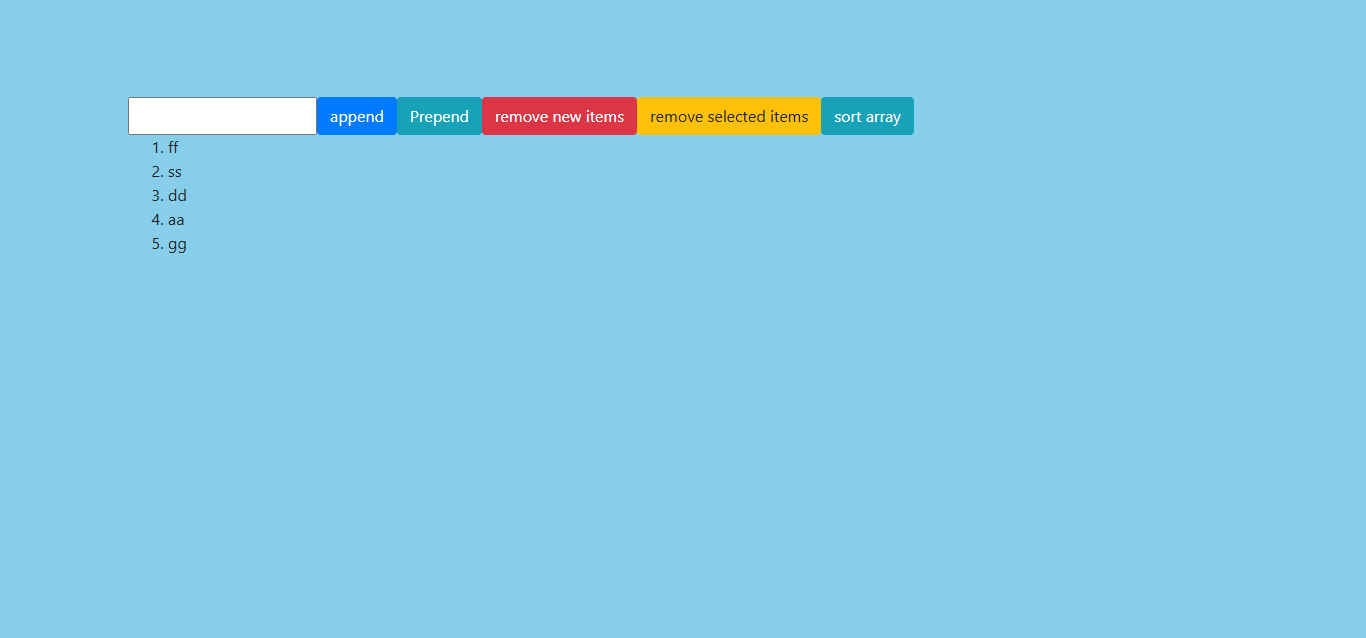 append Prepend remove new items remove selected items sort array
1. ff
2. ss
3. dd
4. aa
5. gg